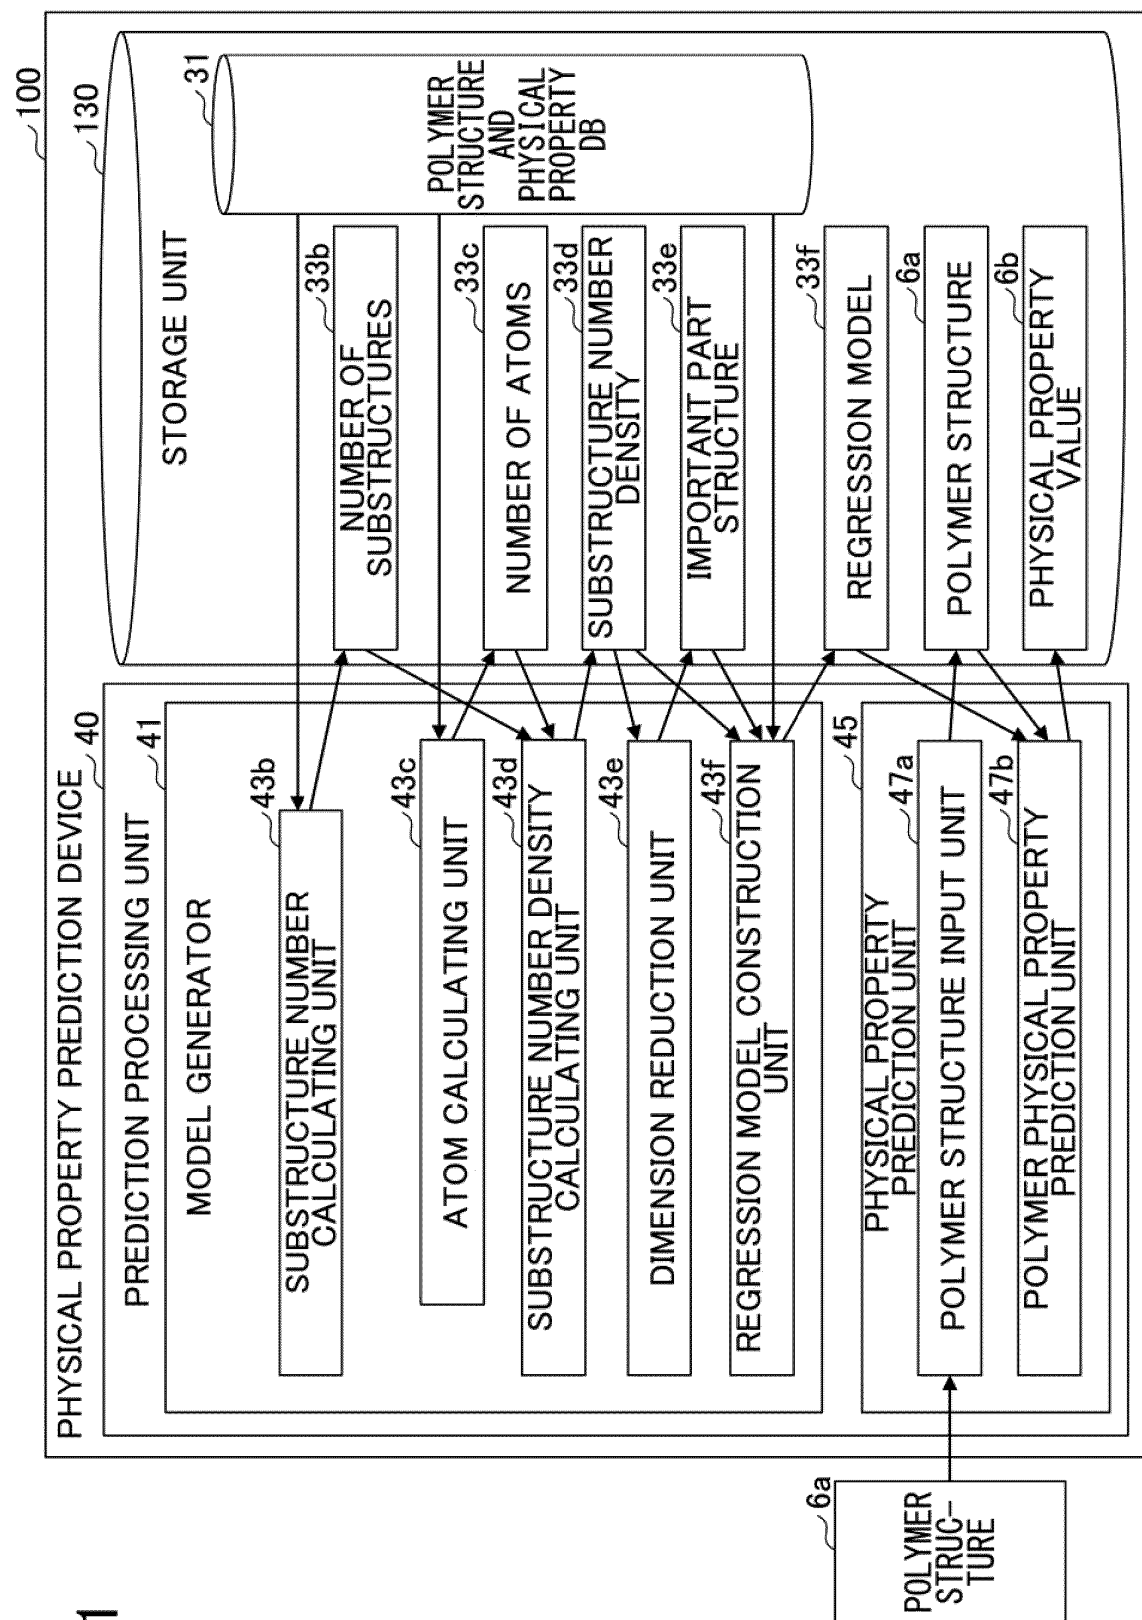 1
100
PHYSICAL PROPERTY PREDICTION DEVICE
40
PREDICTION PROCESSING UNIT
41
MODEL GENERATOR
43b
SUBSTRUCTURE NUMBER
CALCULATING UNIT
43c
ATOM CALCULATING UNIT
43d
SUBSTRUCTURE NUMBER DENSITY
CALCULATING UNIT
43e
DIMENSION REDUCTION UNIT
43f
REGRESSION MODEL CONSTRUCTION
UNIT
45
PHYSICAL PROPERTY
PREDICTION UNIT
47a
POLYMER STRUCTURE INPUT UNIT
47b
POLYMER PHYSICAL PROPERTY
PREDICTION UNIT
6a
POLYMER
STRUC-
TURE
130
STORAGE UNIT
31
POLYMER
STRUCTURE
AND
PHYSICAL
PROPERTY
DB
33b
NUMBER OF
SUBSTRUCTURES
33c
NUMBER OF ATOMS
33d
SUBSTRUCTURE NUMBER
DENSITY
33e
IMPORTANT PART
STRUCTURE
33f
REGRESSION MODEL
6a
POLYMER STRUCTURE
6b
PHYSICAL PROPERTY
VALUE